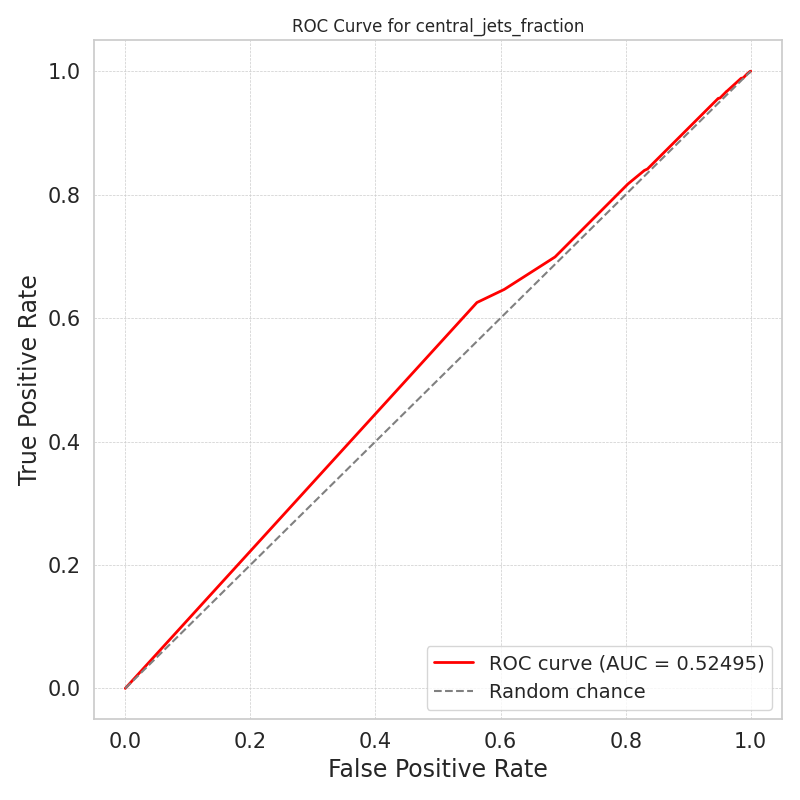 ROC Curve for central_jets_fraction
True Positive Rate
1.0
0.8
0.6
0.4
0.2
0.0
ROC curve (AUC = 0.52495)
Random chance
0.0 0.2 0.4 0.6 0.8 1.0
False Positive Rate